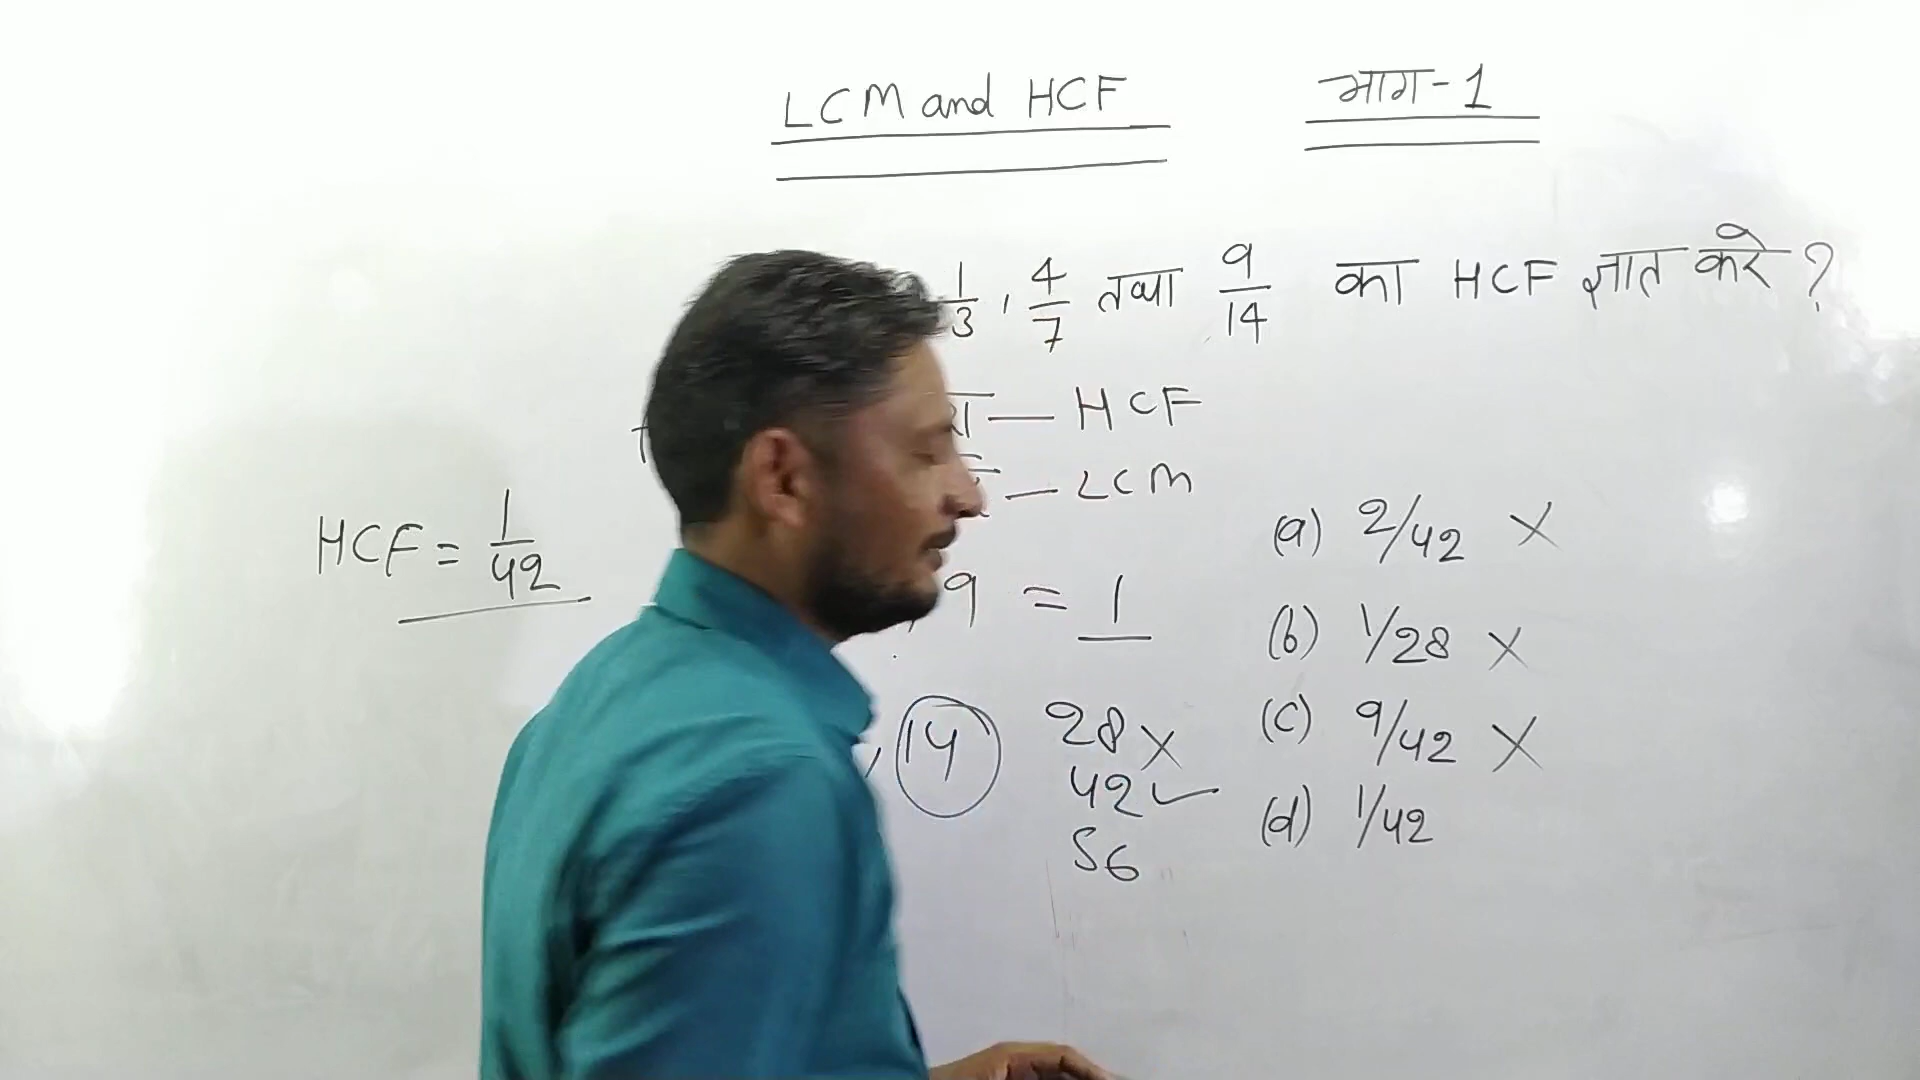 LCM and HCF भाग-1
1/3, 4/7 तथा 9/14 का HCF ज्ञात करे ?
— HCF
— LCM
HCF = 1/42
(a) 2/42 ×
, 9 = 1
(b) 1/28 ×
, 14 28 ×
(c) 9/42 ×
42 ✓
(d) 1/42
56